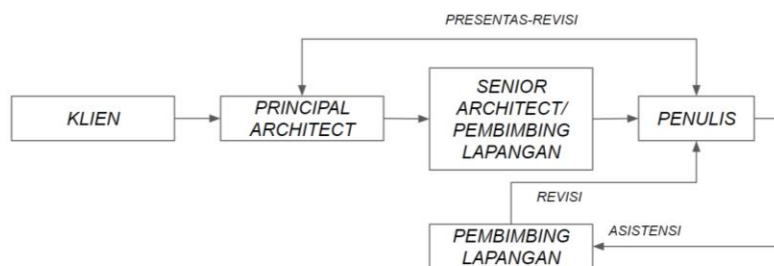 PRESENTAS-REVISI
KLIEN
PRINCIPAL
ARCHITECT
SENIOR
ARCHITECT/
PEMBIMBING
LAPANGAN
PENULIS
REVISI
PEMBIMBING
LAPANGAN
ASISTENSI